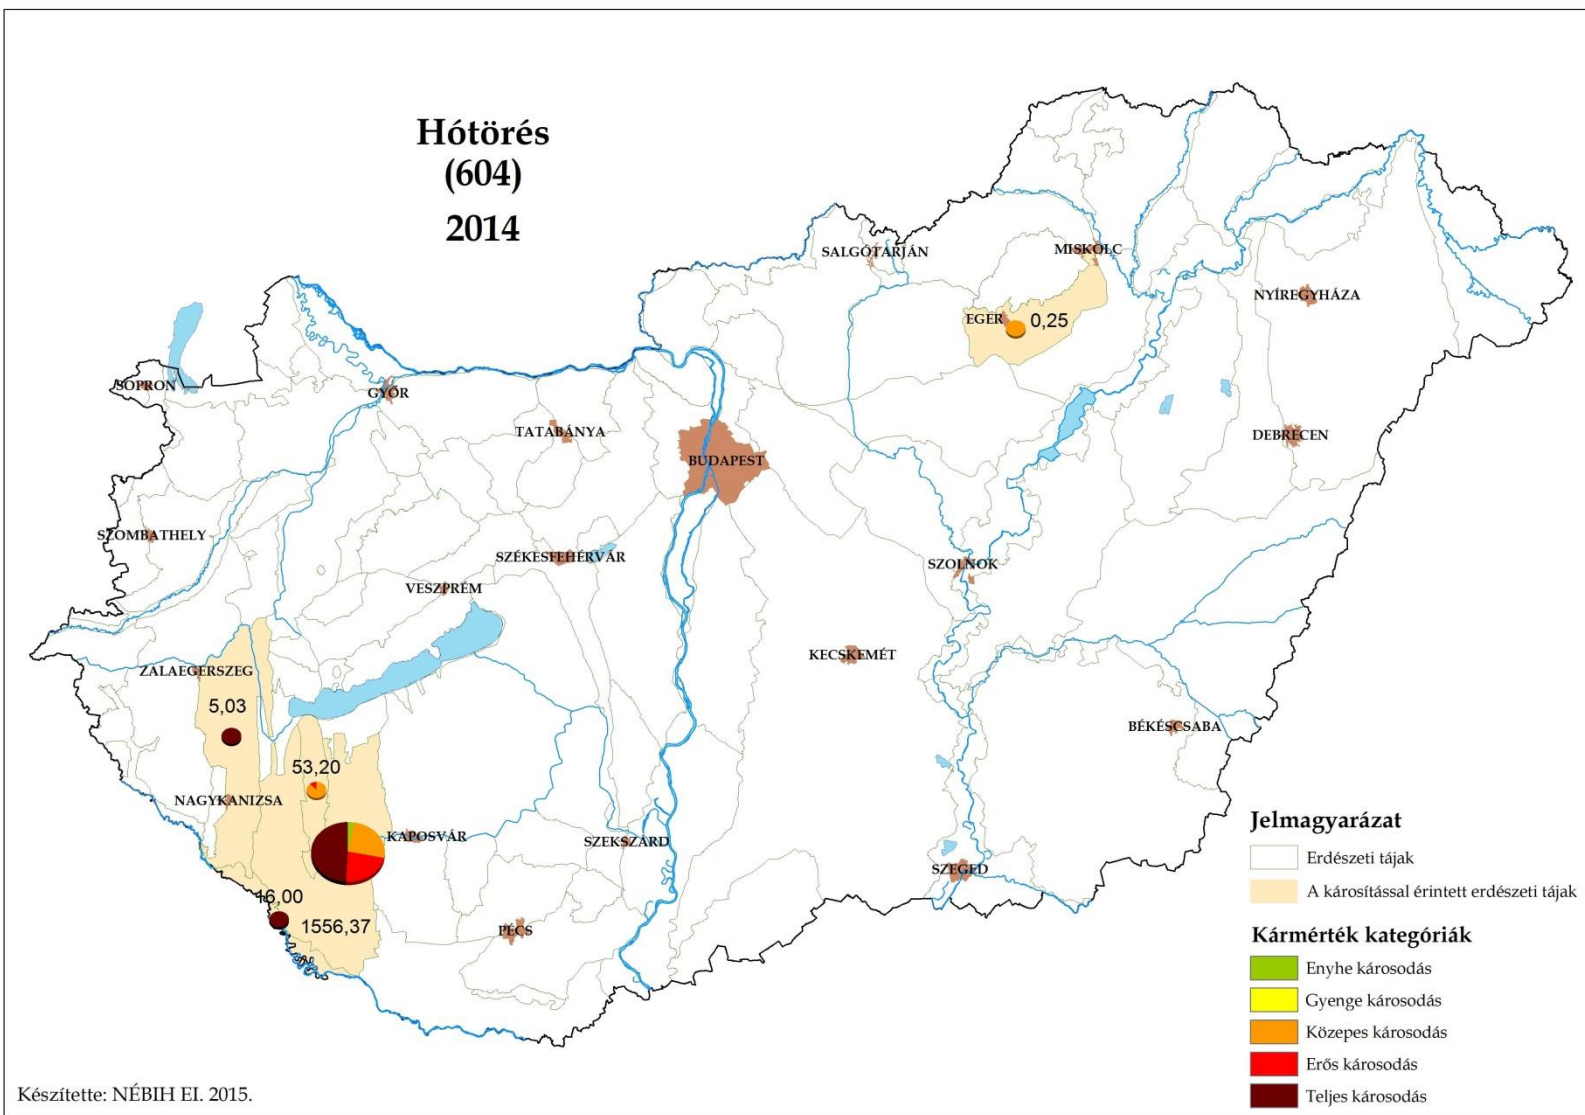 Hótörés
(604)
2014
SALGÓTARJÁN
MISKOLC
NYÍREGYHÁZA
EGER
0,25
SOPRON
GYŐR
TATABÁNYA
BUDAPEST
DEBRECEN
SZOMBATHELY
SZÉKESFEHÉRVÁR
VESZPRÉM
SZOLNOK
ZALAEGERSZEG
KECSKEMÉT
5,03
BÉKÉSCSABA
53,20
NAGYKANIZSA
KAPOSVÁR
SZEKSZÁRD
SZEGED
16,00
1556,37
PÉCS
Jelmagyarázat
Erdészeti tájak
A károsítással érintett erdészeti tájak
Kármérték kategóriák
Enyhe károsodás
Gyenge károsodás
Közepes károsodás
Erős károsodás
Teljes károsodás
Készítette: NÉBIH EI. 2015.